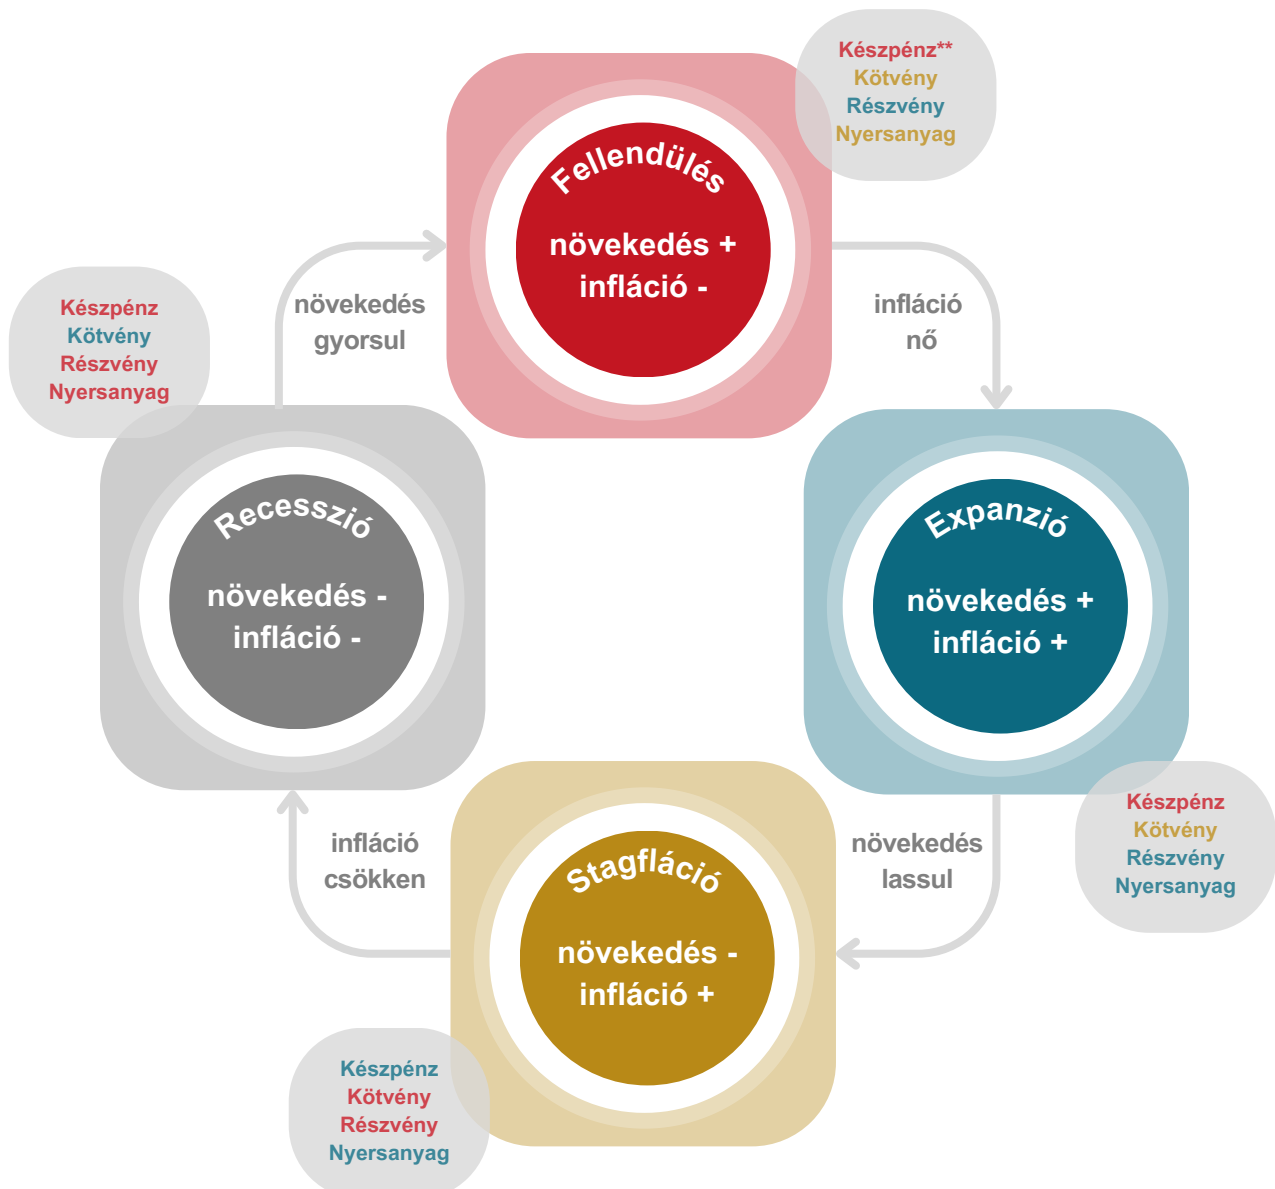 Készpénz**
Kötvény
Részvény
Nyersanyag
Fellendülés
növekedés +
infláció -
növekedés
gyorsul
infláció
nő
Készpénz
Kötvény
Részvény
Nyersanyag
Recesszió
növekedés -
infláció -
Expanzió
növekedés +
infláció +
Készpénz
Kötvény
Részvény
Nyersanyag
növekedés
lassul
infláció
csökken
Stagfláció
növekedés -
infláció +
Készpénz
Kötvény
Részvény
Nyersanyag